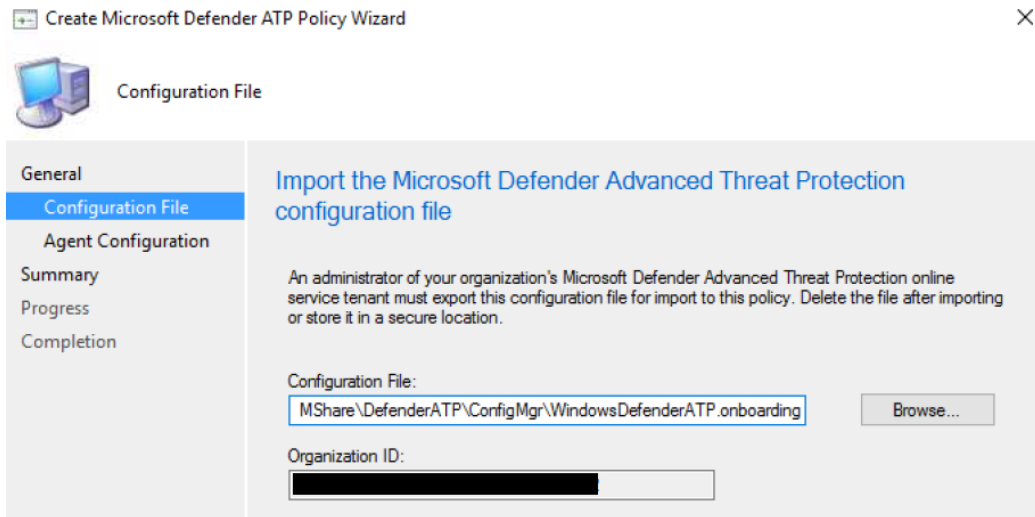 Create Microsoft Defender ATP Policy Wizard
Configuration File
General
Configuration File
Agent Configuration
Summary
Progress
Completion
Import the Microsoft Defender Advanced Threat Protection
configuration file
An administrator of your organization's Microsoft Defender Advanced Threat Protection online
service tenant must export this configuration file for import to this policy. Delete the file after importing
or store it in a secure location.
Configuration File:
MShare\DefenderATP\ConfigMgr\WindowsDefenderATP.onboarding
Browse...
Organization ID: